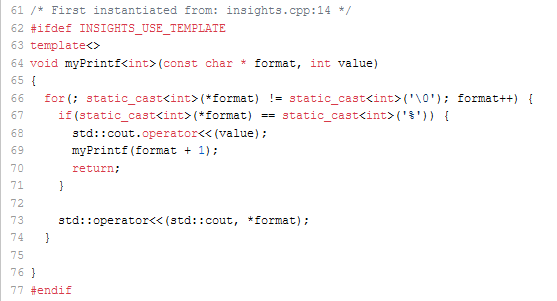 61 /* First instantiated from: insights.cpp:14 */
62 #ifdef INSIGHTS_USE_TEMPLATE
63 template<>
64 void myPrintf<int>(const char * format, int value)
65 {
66   for(; static_cast<int>(*format) != static_cast<int>('\0'); format++) {
67     if(static_cast<int>(*format) == static_cast<int>('%')) {
68       std::cout.operator<<(value);
69       myPrintf(format + 1);
70       return;
71     }
72
73     std::operator<<(std::cout, *format);
74   }
75
76 }
77 #endif